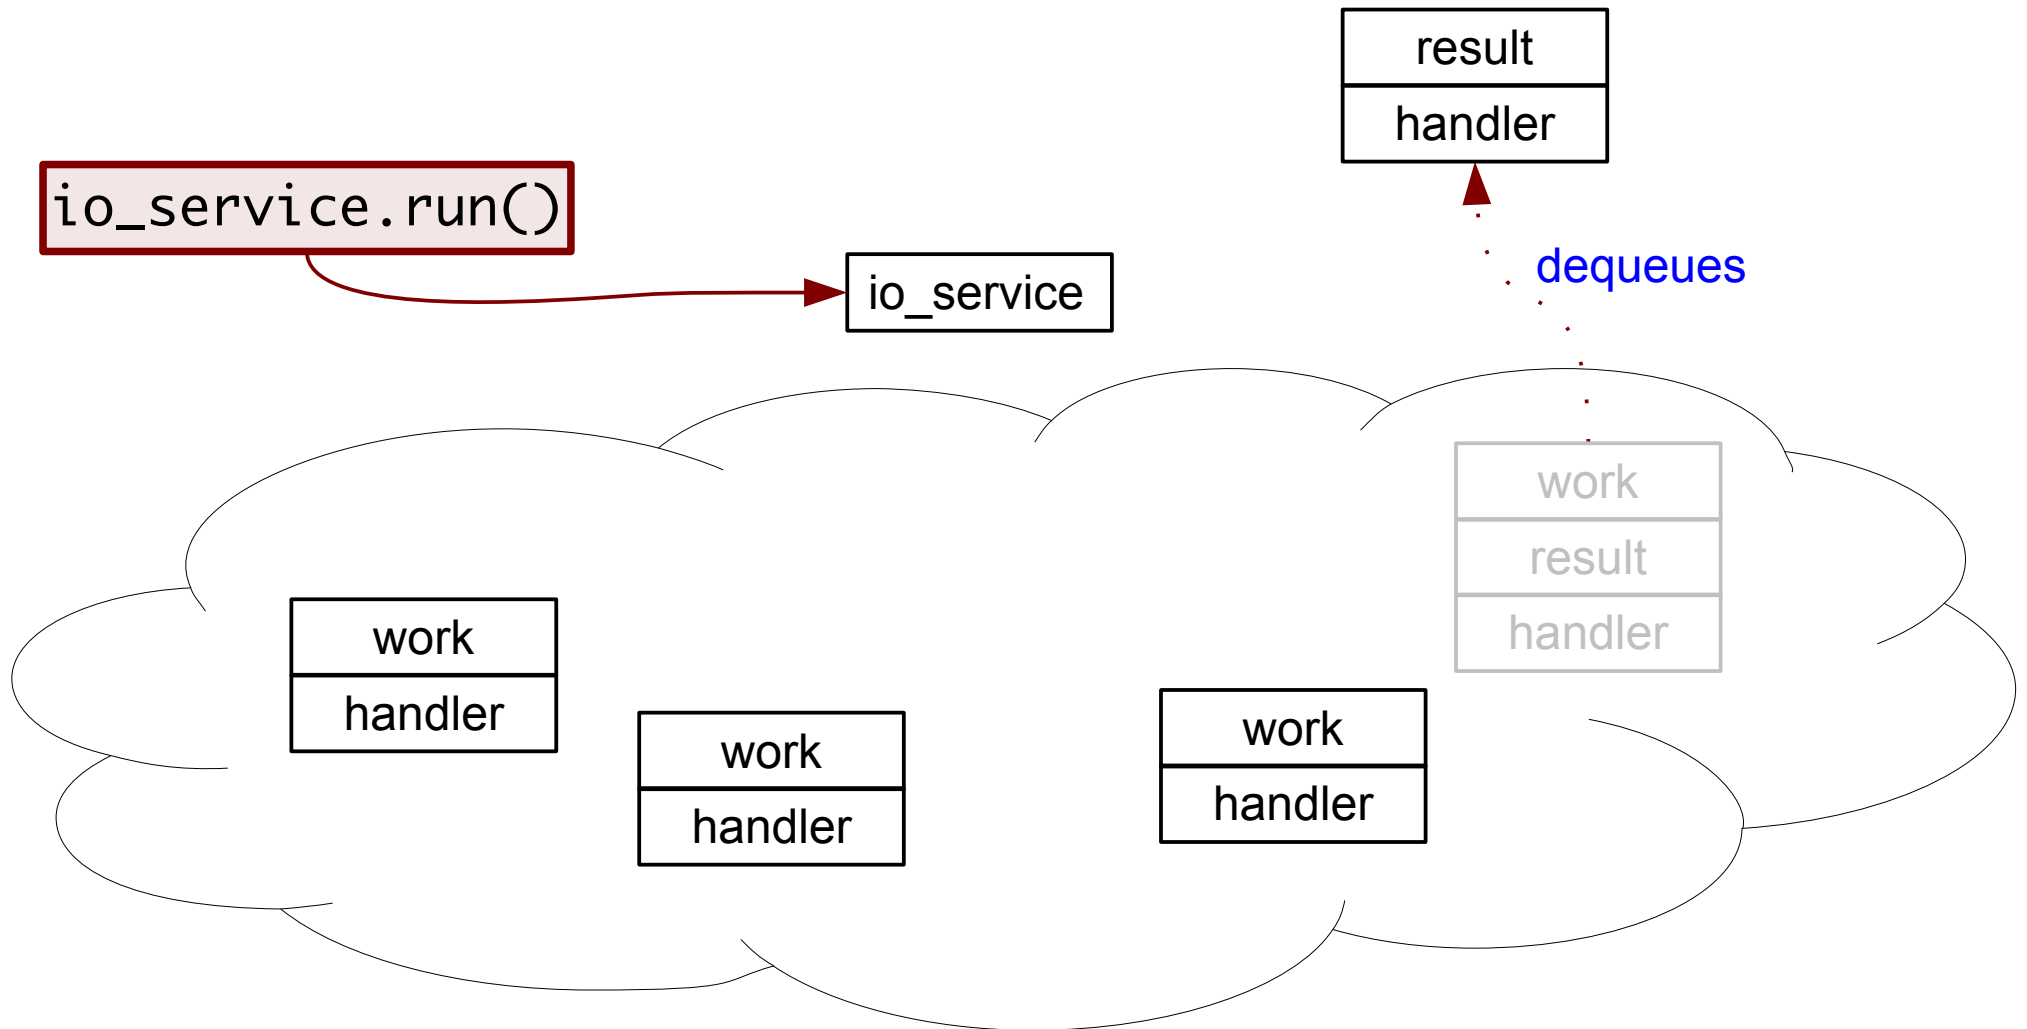 result
handler
io_service.run()
dequeues
io_service
work
result
handler
work
handler
work
handler
work
handler